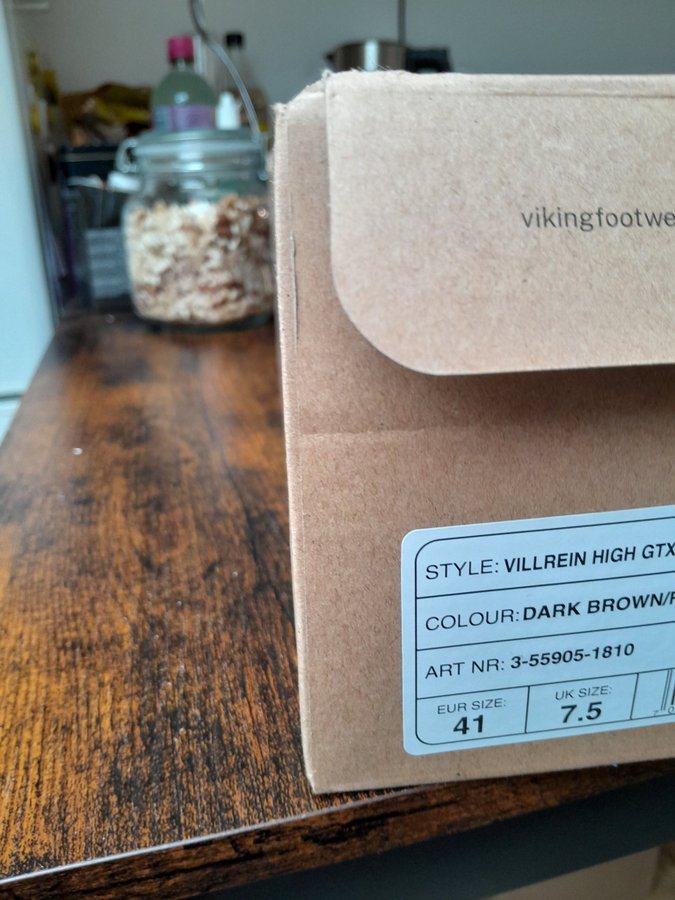 vikingfootwe
STYLE: VILLREIN HIGH GTX
COLOUR: DARK BROWN/
ART NR: 3-55905-1810
EUR SIZE: UK SIZE:
41 7.5